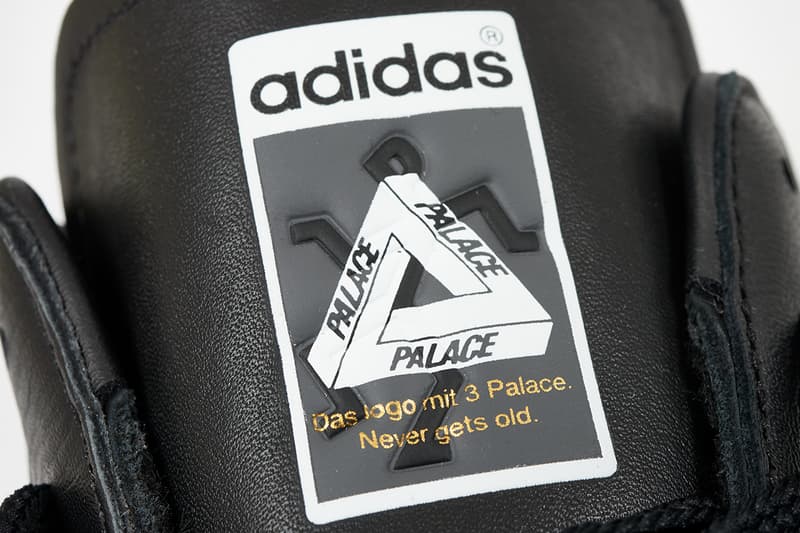 adidas ®
PALACE
PALACE
PALACE
Das logo mit 3 Palace.
Never gets old.